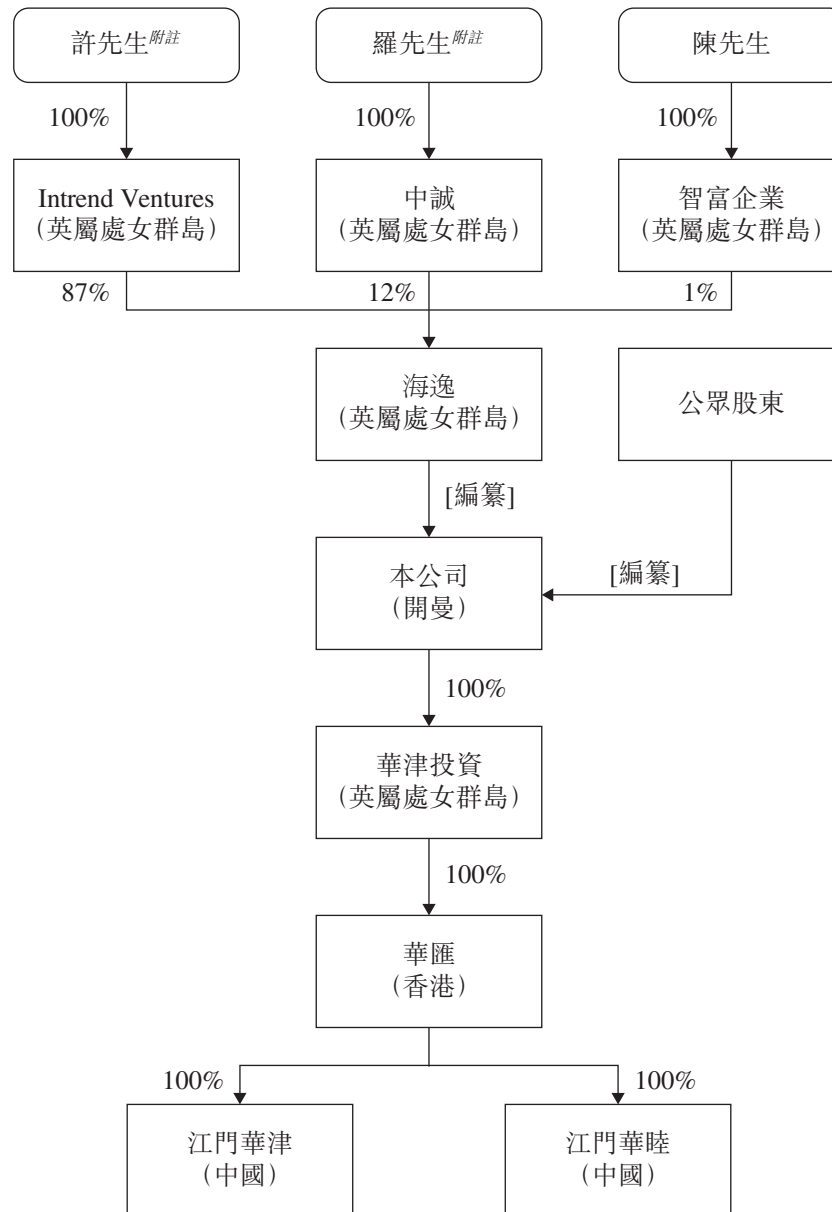 許先生附註
羅先生附註
陳先生
100%
100%
100%
Intrend Ventures
（英屬處女群島）
中誠
（英屬處女群島）
智富企業
（英屬處女群島）
87%
12%
1%
海逸
（英屬處女群島）
公眾股東
[編纂]
[編纂]
本公司
（開曼）
100%
華津投資
（英屬處女群島）
100%
華匯
（香港）
100%
100%
江門華津
（中國）
江門華睦
（中國）